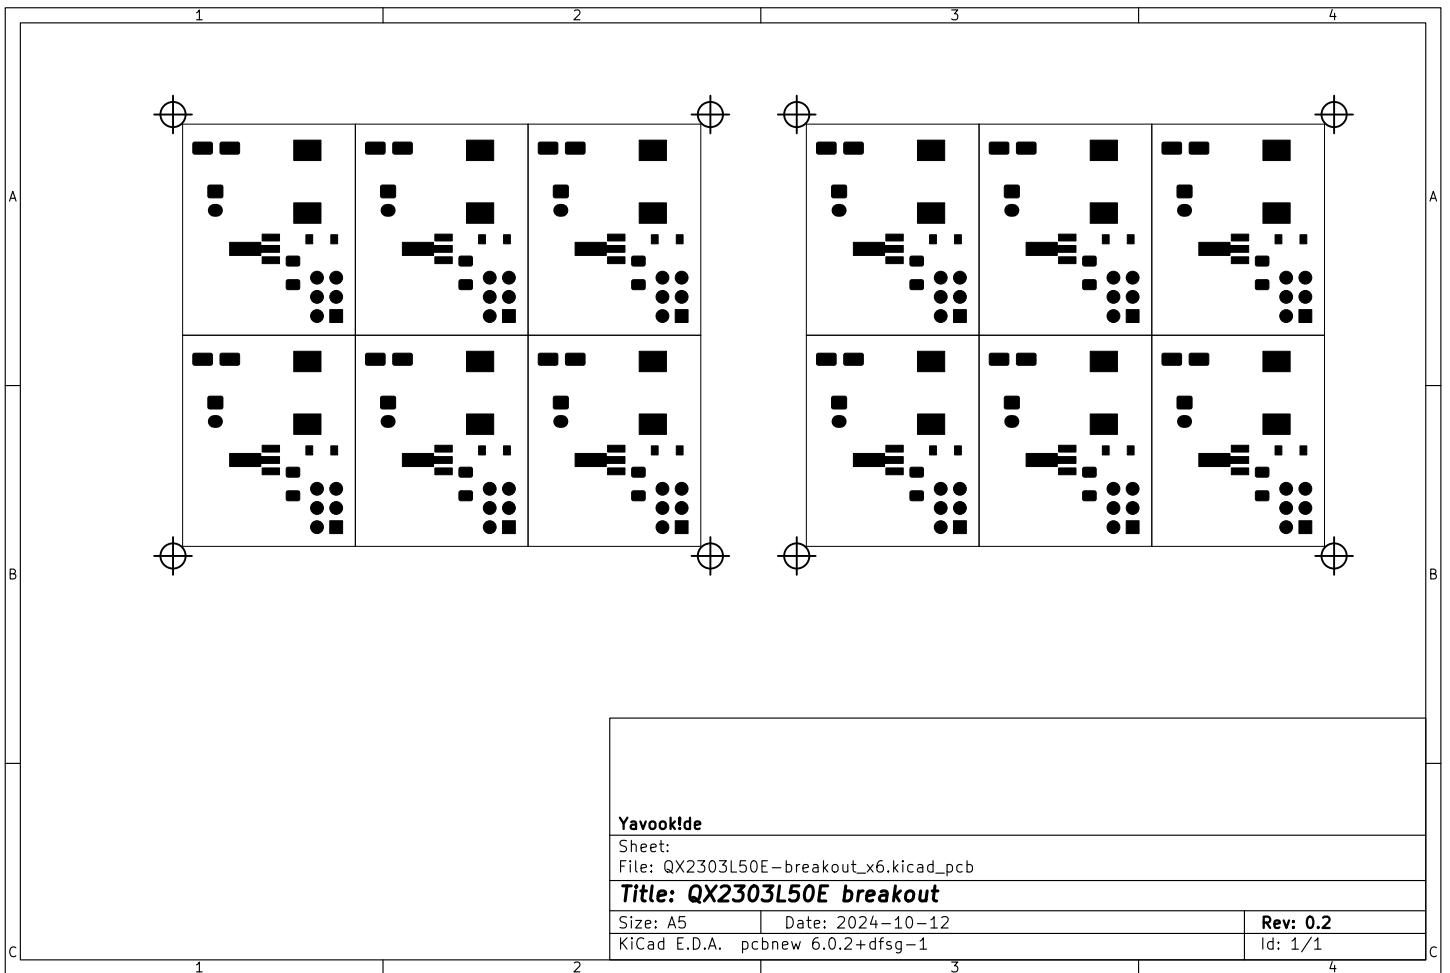 1 2 3 4
A A
B B
Yavook!de
Sheet:
File: QX2303L50E-breakout_x6.kicad_pcb
Title: QX2303L50E breakout
Size: A5 Date: 2024-10-12 Rev: 0.2
KiCad E.D.A. pcbnew 6.0.2+dfsg-1 Id: 1/1
C C
1 2 3 4